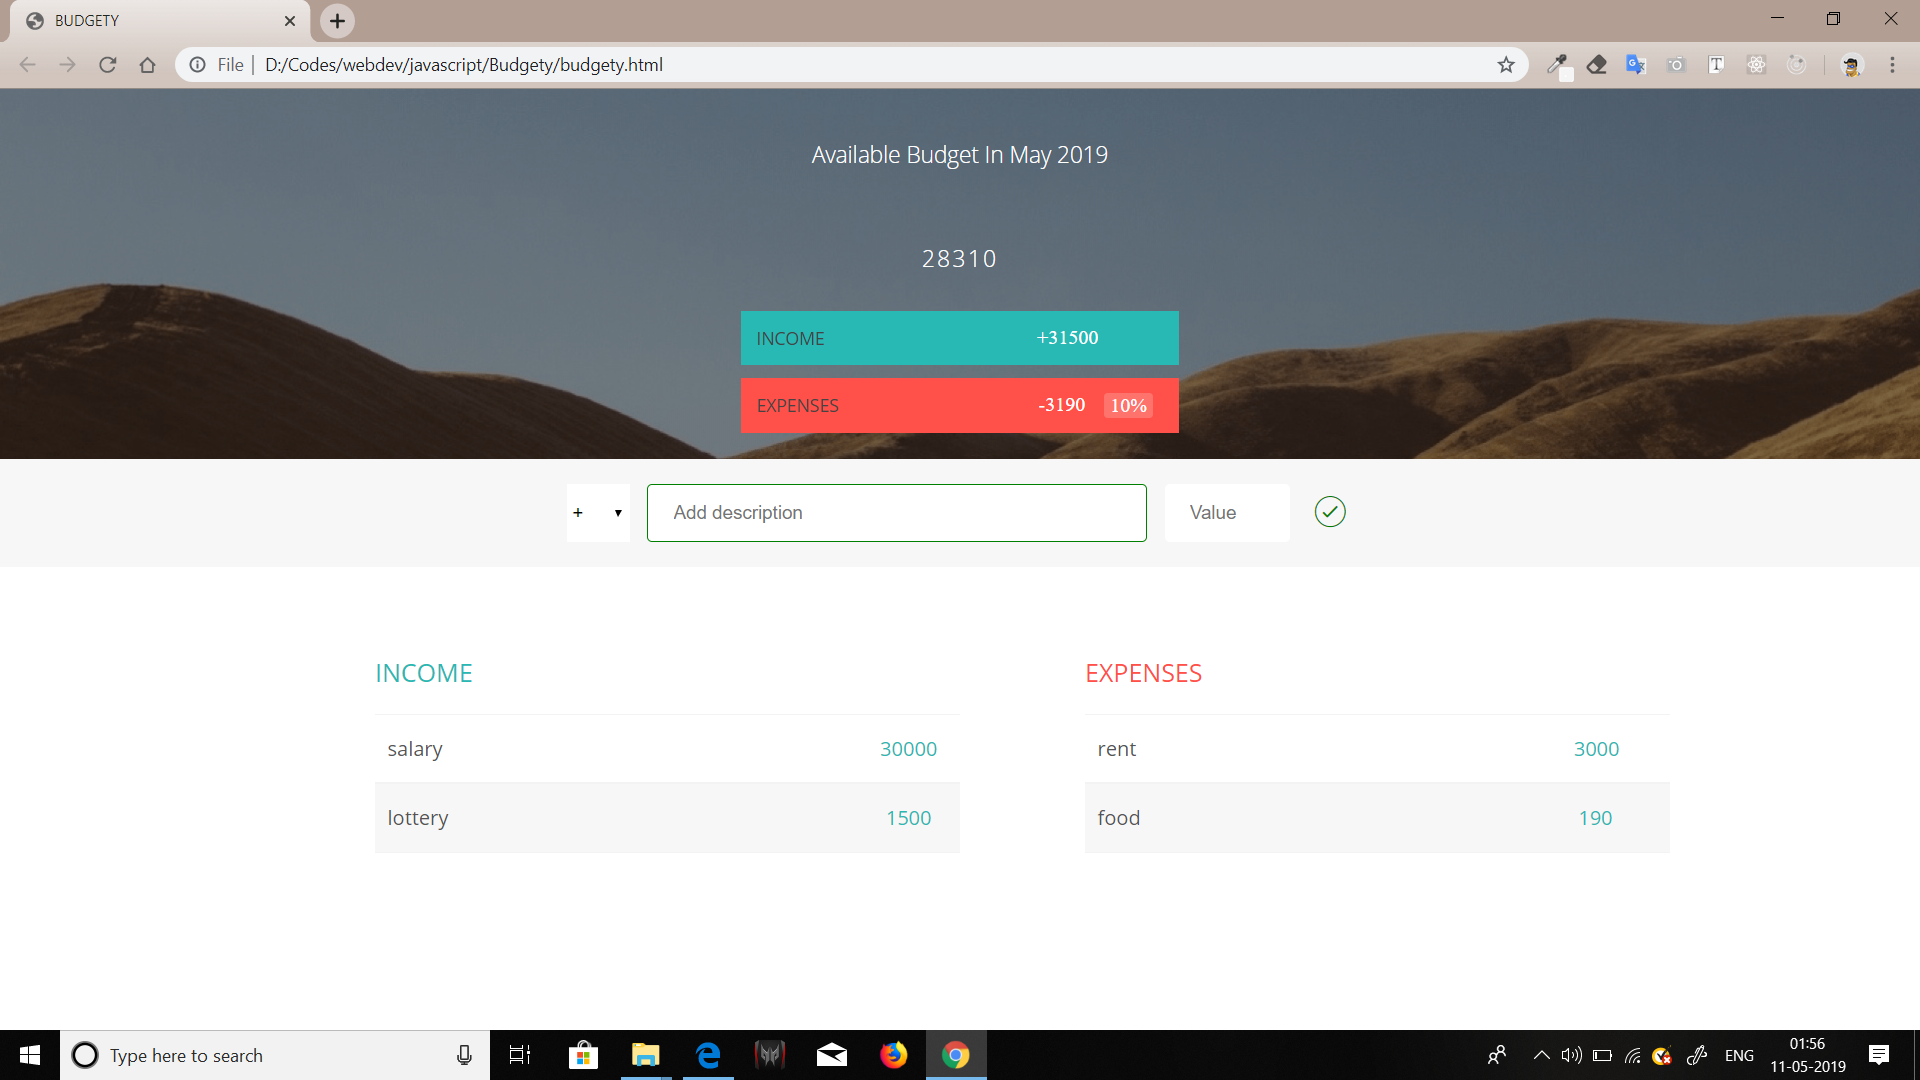 BUDGETY
File | D:/Codes/webdev/javascript/Budgety/budgety.html
Available Budget In May 2019
28310
INCOME +31500
EXPENSES -3190 10%
+ Add description Value
INCOME
salary 30000
lottery 1500
EXPENSES
rent 3000
food 190
Type here to search
ENG
01:56
11-05-2019